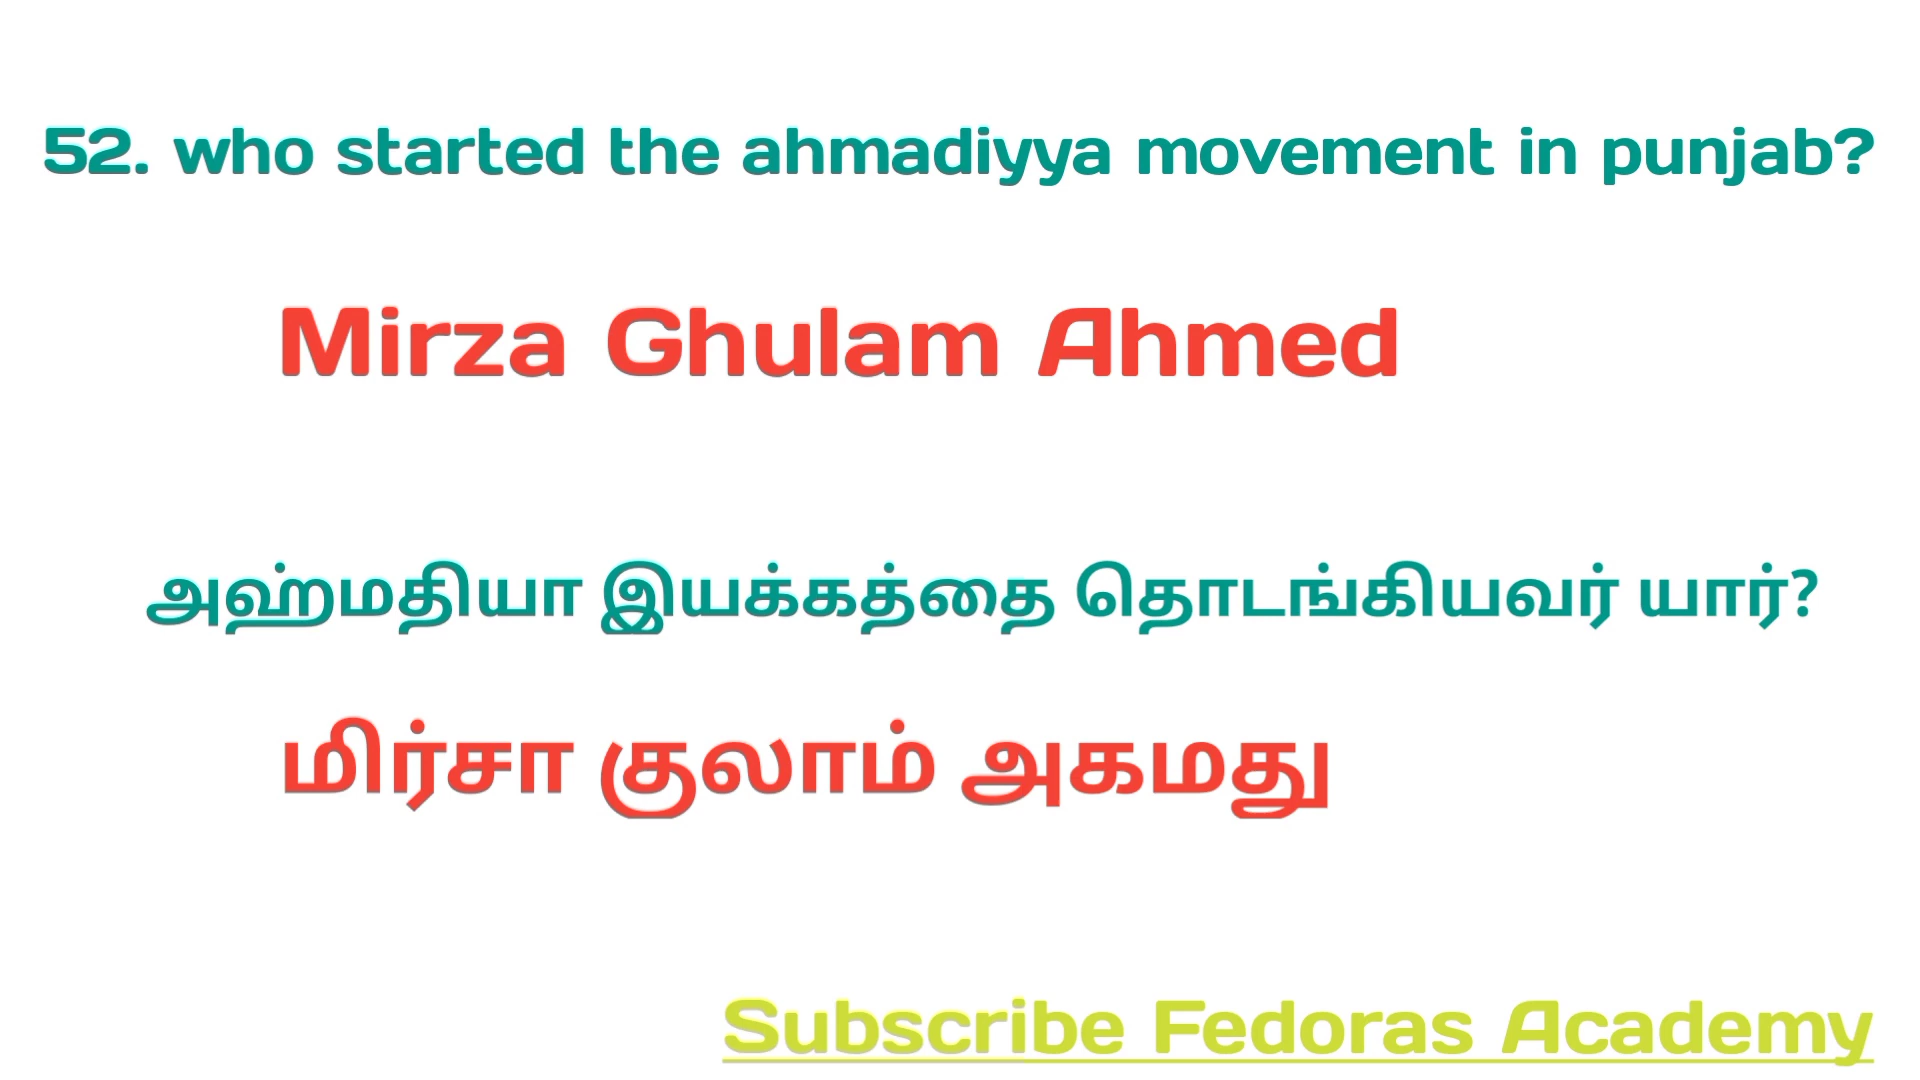 52. who started the ahmadiyya movement in punjab?
Mirza Ghulam Ahmed
அஹ்மதியா இயக்கத்தை தொடங்கியவர் யார்?
மிர்சா குலாம் அகமது
Subscribe Fedoras Academy